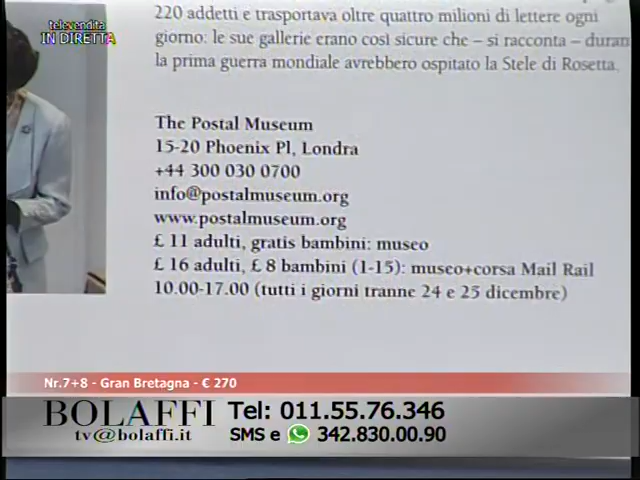 televendita
IN DIRETTA
220 addetti e trasportava oltre quattro milioni di lettere ogni
giorno: le sue gallerie erano così sicure che – si racconta – duran
la prima guerra mondiale avrebbero ospitato la Stele di Rosetta.
The Postal Museum
15-20 Phoenix Pl, Londra
+44 300 030 0700
info@postalmuseum.org
www.postalmuseum.org
£ 11 adulti, gratis bambini: museo
£ 16 adulti, £ 8 bambini (1-15): museo+corsa Mail Rail
10.00-17.00 (tutti i giorni tranne 24 e 25 dicembre)
Nr.7+8 - Gran Bretagna - € 270
BOLAFFI Tel: 011.55.76.346
tv@bolaffi.it SMS e 342.830.00.90